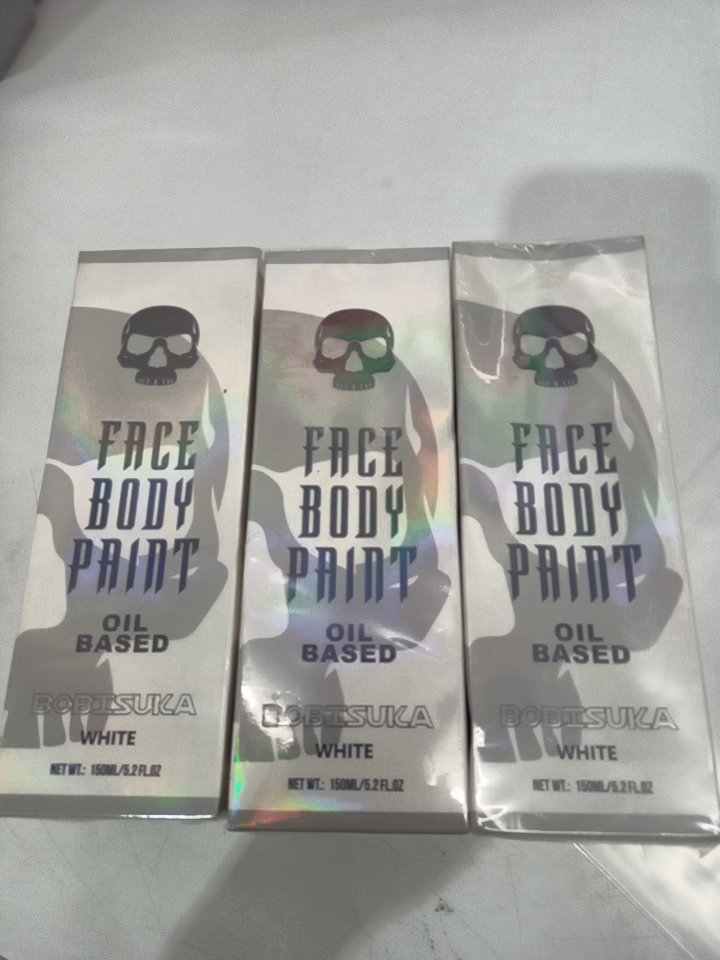 FACE
BODY
PAINT
OIL
BASED
BOBISUKA
WHITE
NET WT.: 150ML/5.2 FL.OZ
FACE
BODY
PAINT
OIL
BASED
BOBISUKA
WHITE
NET WT.: 150ML/5.2 FL.OZ
FACE
BODY
PAINT
OIL
BASED
BOBISUKA
WHITE
NET WT.: 150ML/5.2 FL.OZ